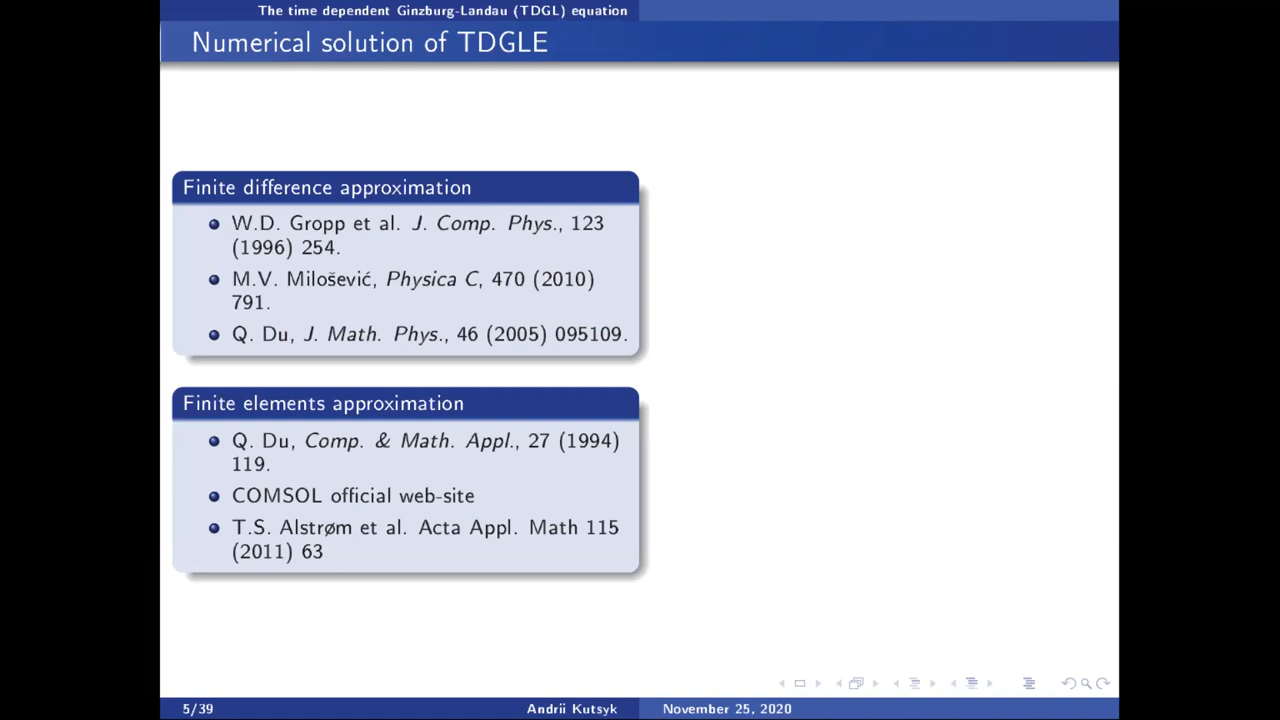 The time dependent Ginzburg-Landau (TDGL) equation
Numerical solution of TDGLE
Finite difference approximation
W.D. Gropp et al. J. Comp. Phys., 123
(1996) 254.
M.V. Milošević, Physica C, 470 (2010)
791.
Q. Du, J. Math. Phys., 46 (2005) 095109.
Finite elements approximation
Q. Du, Comp. & Math. Appl., 27 (1994)
119.
COMSOL official web-site
T.S. Alstrøm et al. Acta Appl. Math 115
(2011) 63
5/39
Andrii Kutsyk
November 25, 2020